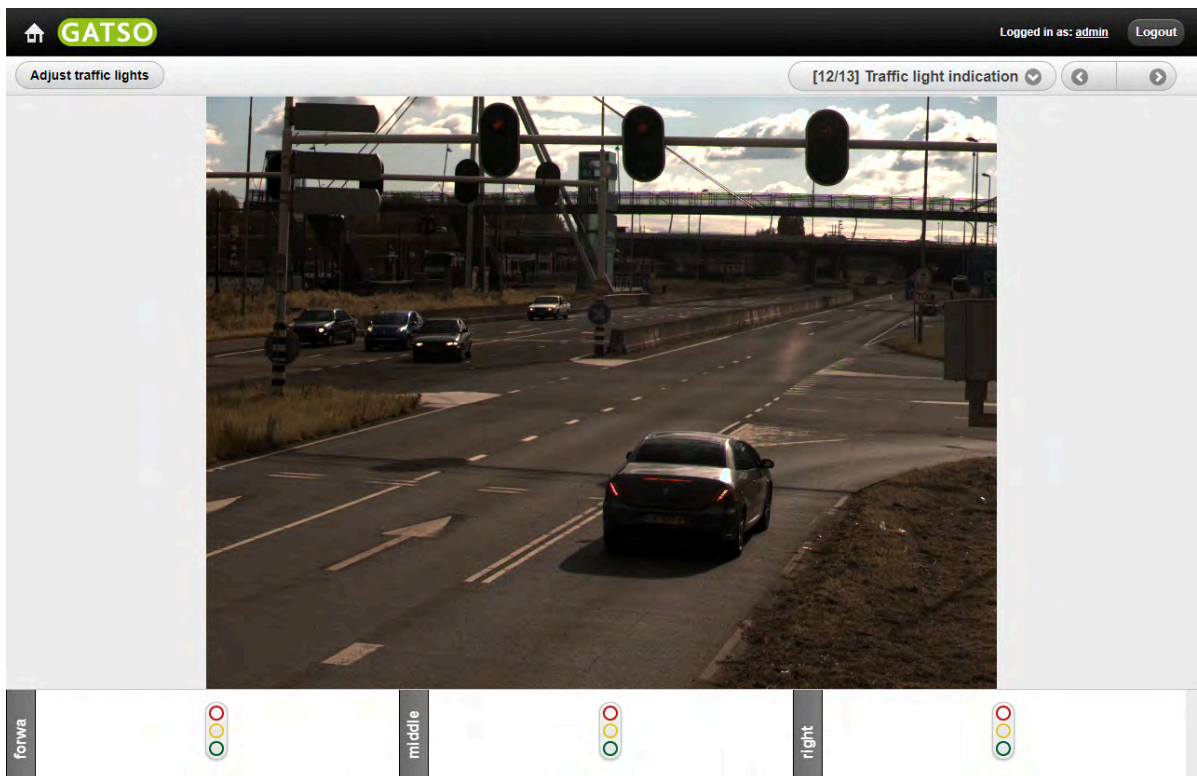 GATSO
Logged in as: admin
Logout
Adjust traffic lights
[12/13] Traffic light indication
forwa
middle
right